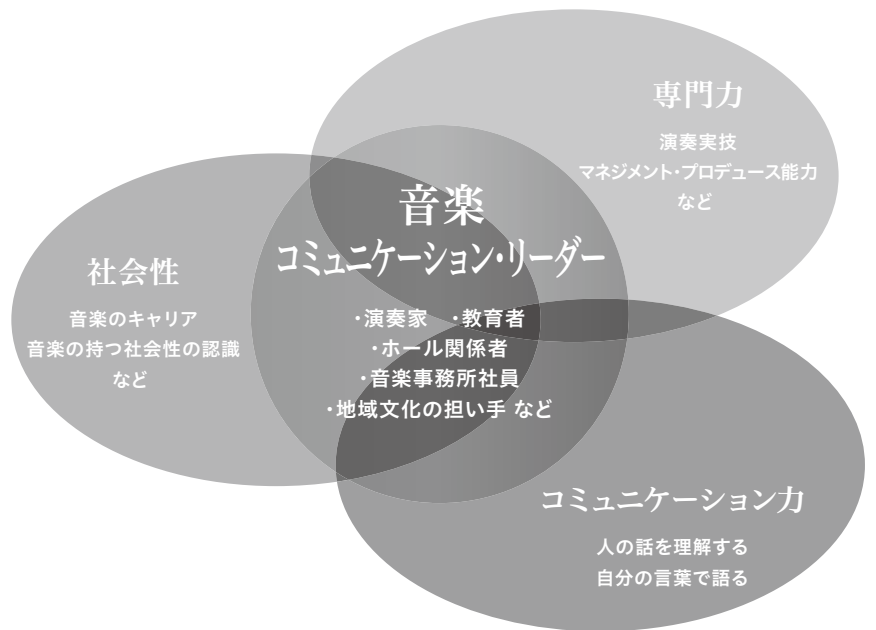 専門力
演奏実技
マネジメント・プロデュース能力
など
音楽
コミュニケーション・リーダー
・演奏家 ・教育者
・ホール関係者
・音楽事務所社員
・地域文化の担い手 など
社会性
音楽のキャリア
音楽の持つ社会性の認識
など
コミュニケーション力
人の話を理解する
自分の言葉で語る